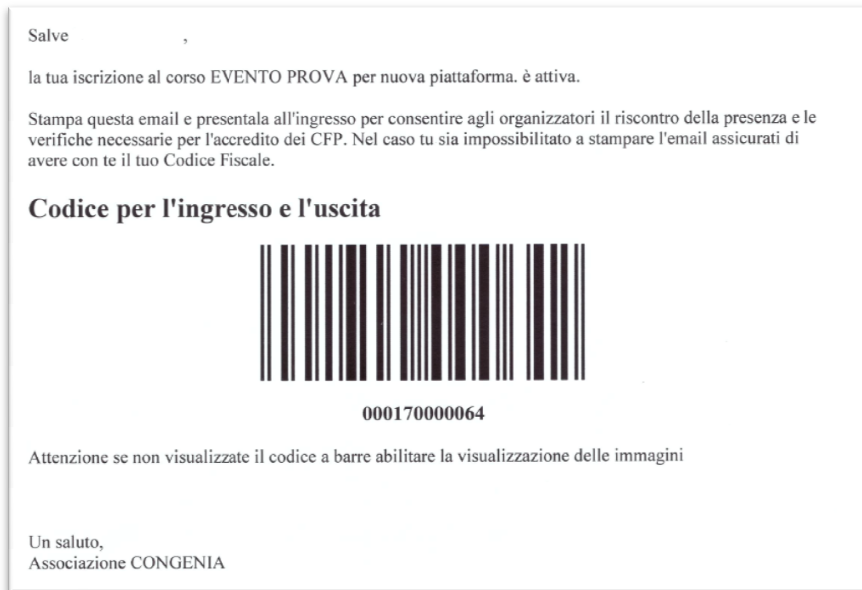 Salve ,
la tua iscrizione al corso EVENTO PROVA per nuova piattaforma. è attiva.
Stampa questa email e presentala all'ingresso per consentire agli organizzatori il riscontro della presenza e le
verifiche necessarie per l'accredito dei CFP. Nel caso tu sia impossibilitato a stampare l'email assicurati di
avere con te il tuo Codice Fiscale.
Codice per l'ingresso e l'uscita
000170000064
Attenzione se non visualizzate il codice a barre abilitare la visualizzazione delle immagini
Un saluto,
Associazione CONGENIA